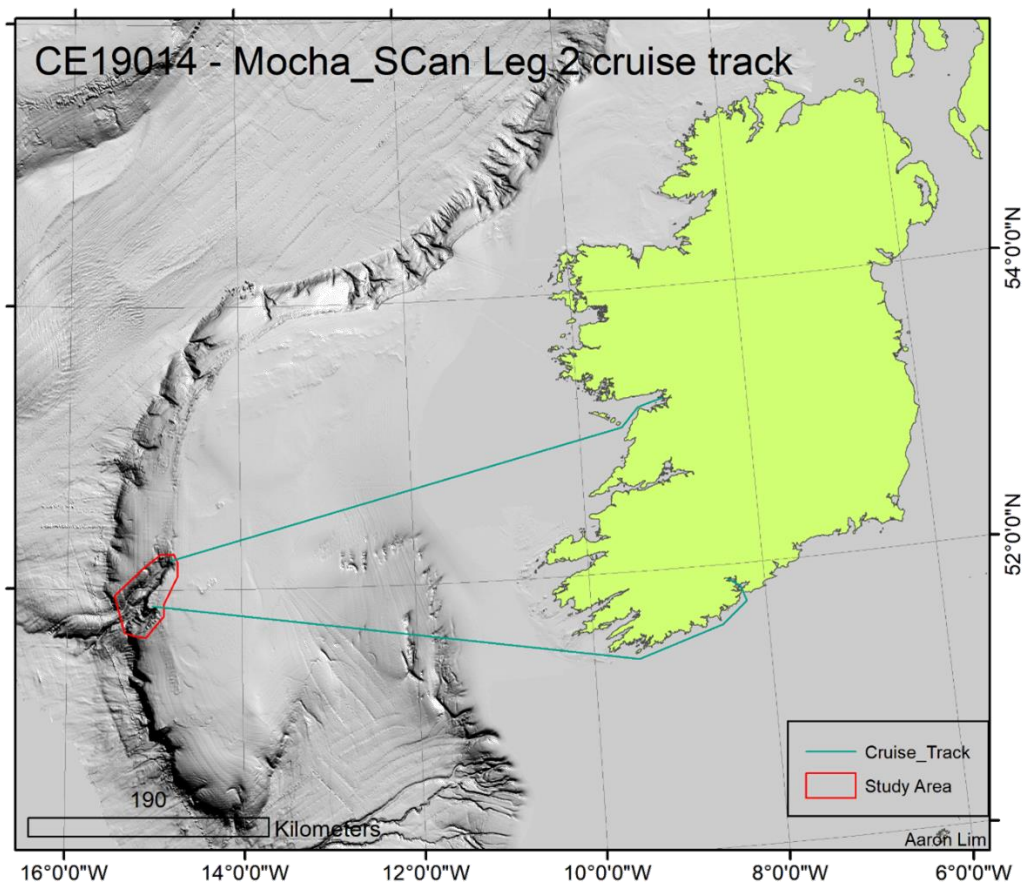 CE19014 - Mocha_SCan Leg 2 cruise track
54°0'0"N
52°0'0"N
Cruise_Track
Study Area
190
Kilometers
Aaron Lim
16°0'0"W
14°0'0"W
12°0'0"W
10°0'0"W
8°0'0"W
6°0'0"W